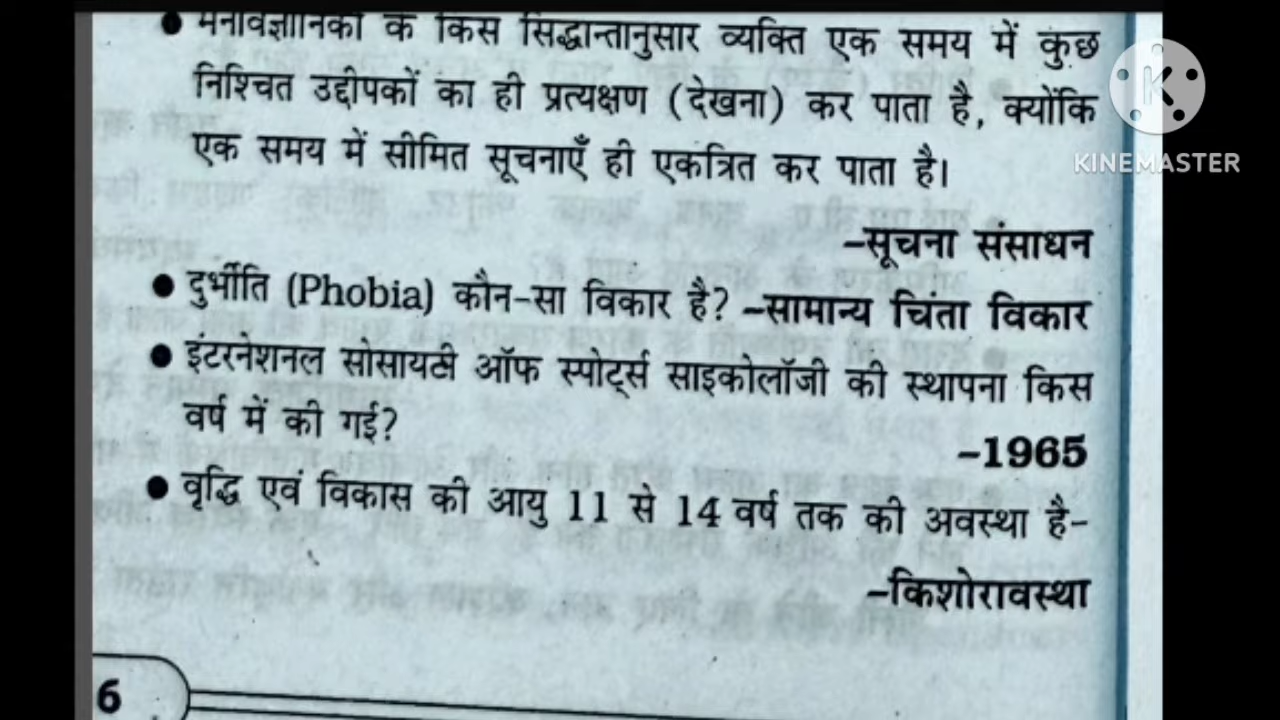 ● मनोवैज्ञानिकों के किस सिद्धान्तानुसार व्यक्ति एक समय में कुछ
निश्चित उद्दीपकों का ही प्रत्यक्षण (देखना) कर पाता है, क्योंकि
एक समय में सीमित सूचनाएँ ही एकत्रित कर पाता है।
–सूचना संसाधन
● दुर्भीति (Phobia) कौन-सा विकार है? –सामान्य चिंता विकार
● इंटरनेशनल सोसायटी ऑफ स्पोर्ट्स साइकोलॉजी की स्थापना किस
वर्ष में की गई?
–1965
● वृद्धि एवं विकास की आयु 11 से 14 वर्ष तक की अवस्था है–
–किशोरावस्था
6
K
KINEMASTER